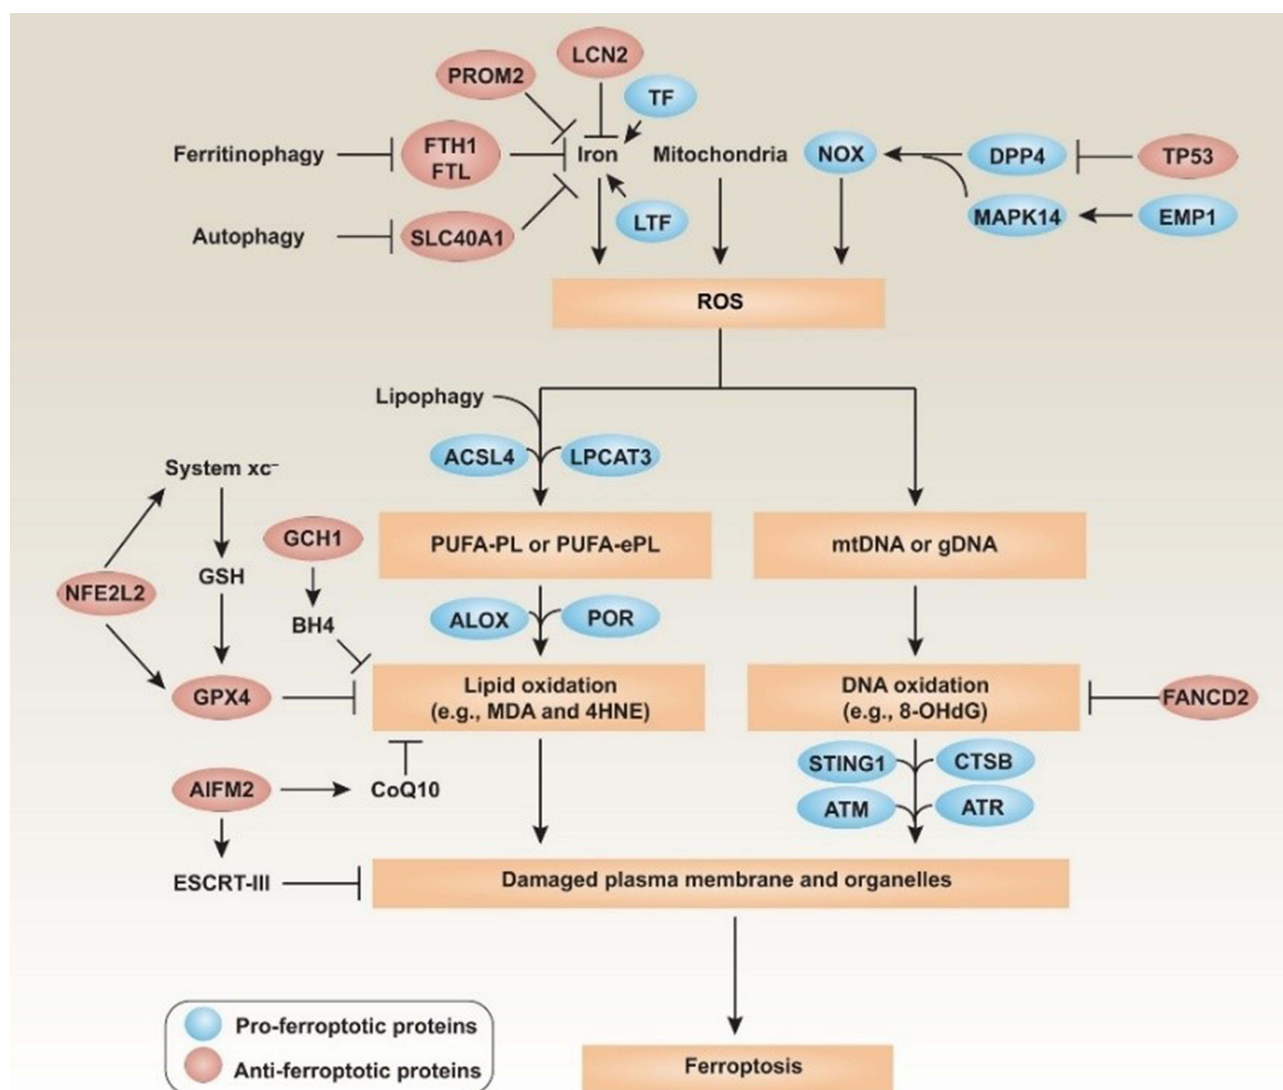 LCN2
PROM2
TF
Ferritinophagy
FTH1
FTL
Iron
Mitochondria
NOX
DPP4
TP53
Autophagy
SLC40A1
LTF
MAPK14
EMP1
ROS
Lipophagy
ACSL4
LPCAT3
System xc⁻
GCH1
PUFA-PL or PUFA-ePL
mtDNA or gDNA
GSH
NFE2L2
BH4
ALOX
POR
GPX4
Lipid oxidation
(e.g., MDA and 4HNE)
DNA oxidation
(e.g., 8-OHdG)
FANCD2
STING1
CTSB
AIFM2
CoQ10
ATM
ATR
ESCRT-III
Damaged plasma membrane and organelles
Pro-ferroptotic proteins
Anti-ferroptotic proteins
Ferroptosis